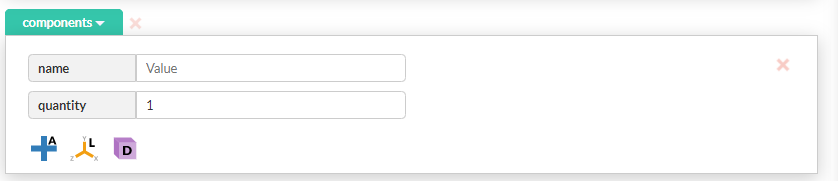 components
name Value
quantity 1
A Y L Z X D